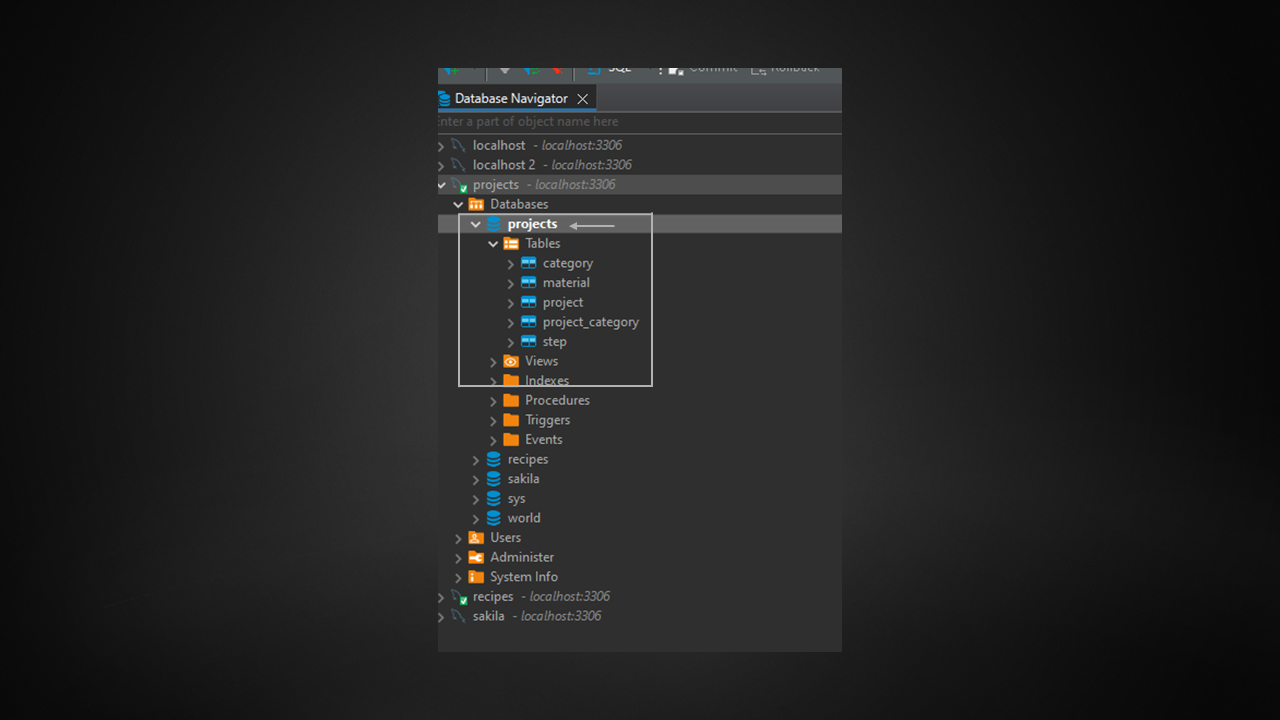 SQL Commit Rollback
Database Navigator
Enter a part of object name here
localhost - localhost:3306
localhost 2 - localhost:3306
projects - localhost:3306
Databases
projects
Tables
category
material
project
project_category
step
Views
Indexes
Procedures
Triggers
Events
recipes
sakila
sys
world
Users
Administer
System Info
recipes - localhost:3306
sakila - localhost:3306